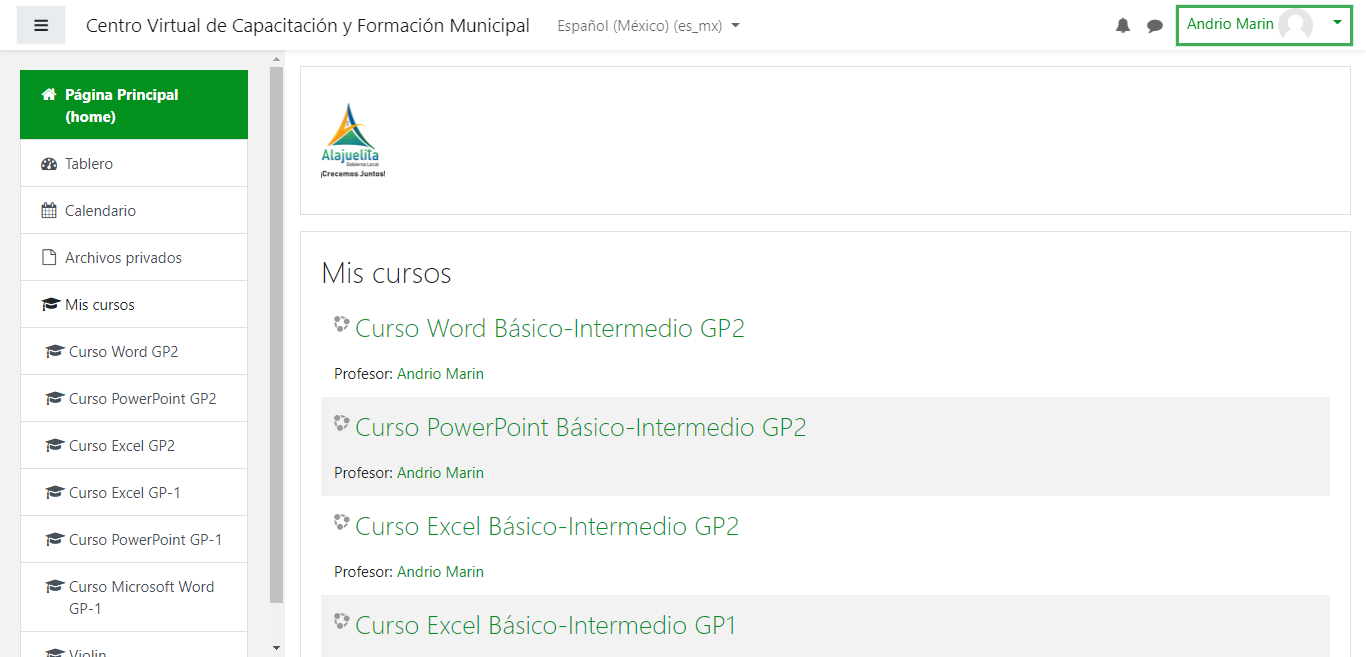 Centro Virtual de Capacitación y Formación Municipal
Español (México) (es_mx)
Andrio Marin
Página Principal
(home)
Tablero
Calendario
Archivos privados
Mis cursos
Curso Word GP2
Curso PowerPoint GP2
Curso Excel GP2
Curso Excel GP-1
Curso PowerPoint GP-1
Curso Microsoft Word
GP-1
Violin
Alajuelita
Gobierno Local
¡Crecemos Juntos!
Mis cursos
Curso Word Básico-Intermedio GP2
Profesor: Andrio Marin
Curso PowerPoint Básico-Intermedio GP2
Profesor: Andrio Marin
Curso Excel Básico-Intermedio GP2
Profesor: Andrio Marin
Curso Excel Básico-Intermedio GP1